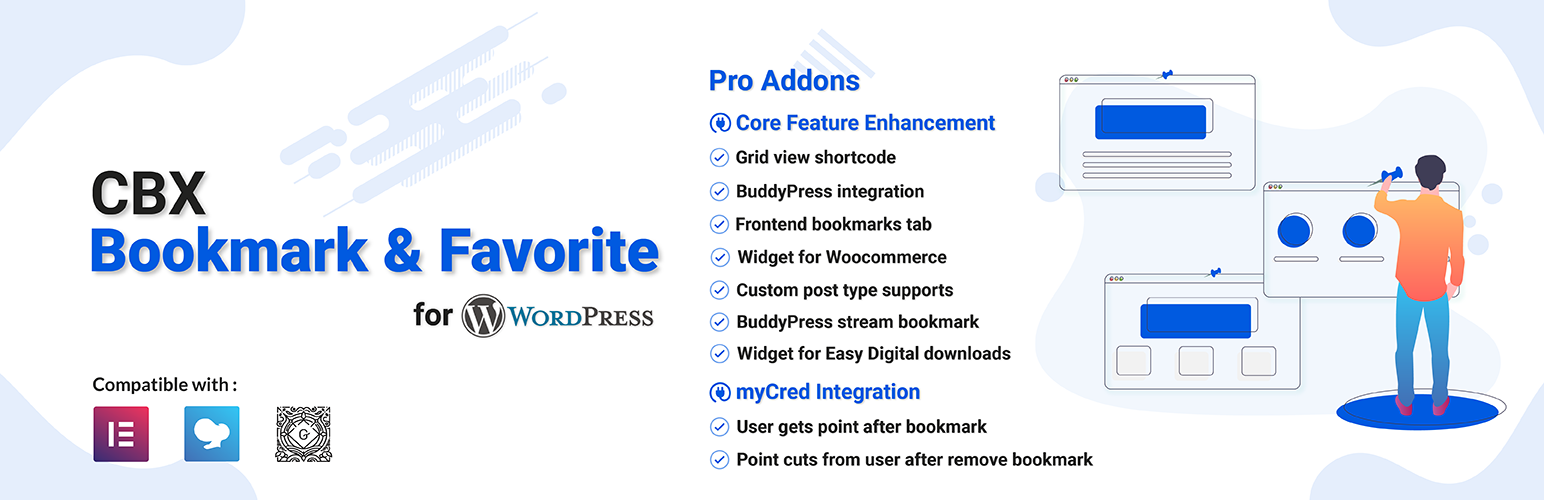 CBX
Bookmark & Favorite
for WORDPRESS
Compatible with :
Pro Addons
Core Feature Enhancement
Grid view shortcode
BuddyPress integration
Frontend bookmarks tab
Widget for Woocommerce
Custom post type supports
BuddyPress stream bookmark
Widget for Easy Digital downloads
myCred Integration
User gets point after bookmark
Point cuts from user after remove bookmark